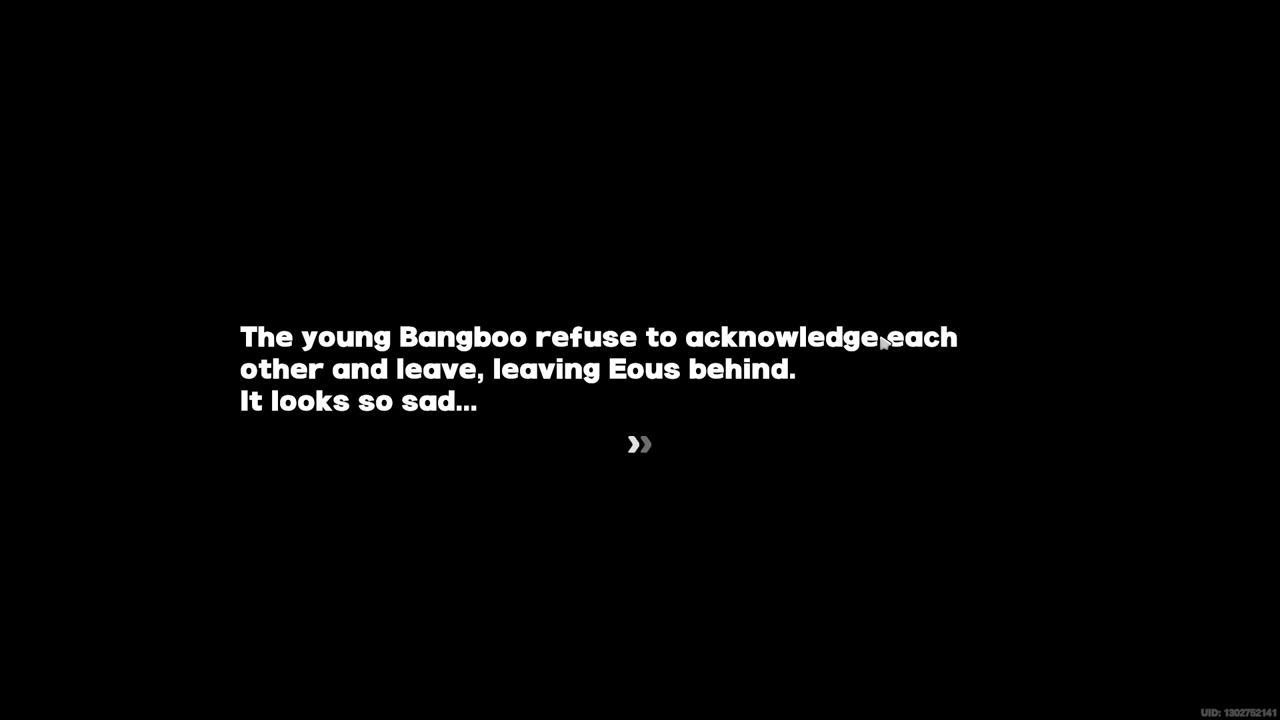 The young Bangboo refuse to acknowledge each
other and leave, leaving Eous behind.
It looks so sad...
UID: 1302752141